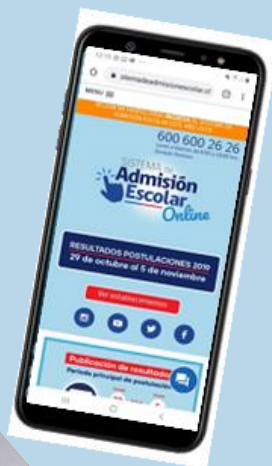 sistemadeadmisionescolar.cl
MENU
600 600 26 26
SISTEMA DE
Admisión
Escolar
Online
RESULTADOS POSTULACIONES 2019
29 de octubre al 5 de noviembre
Ver establecimientos
Publicación de resultados
Periodo principal de postulación